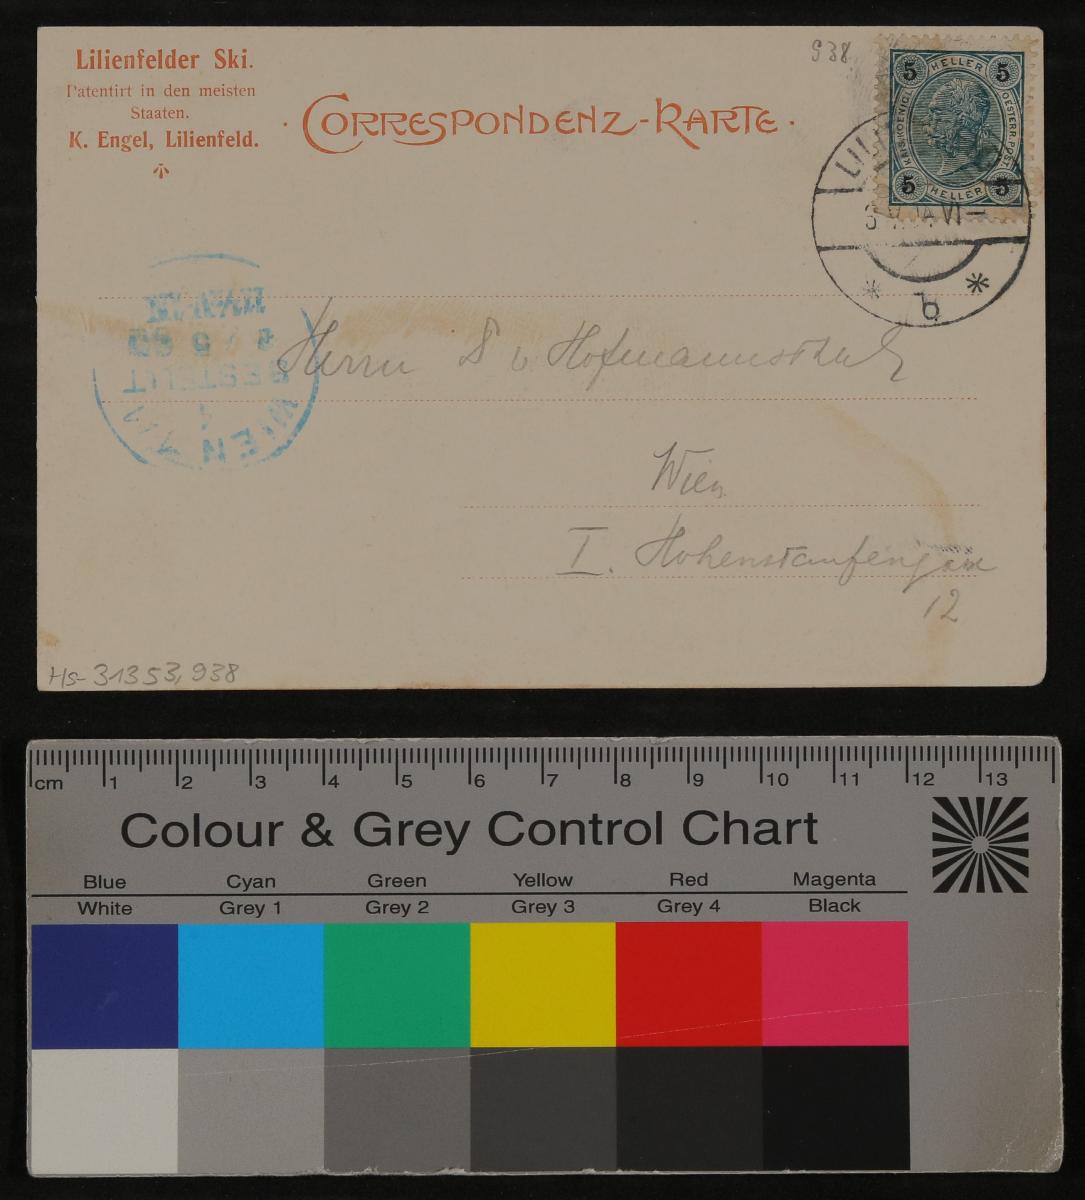 Lilienfelder Ski.
Patentirt in den meisten
Staaten.
K. Engel, Lilienfeld.
CORRESPONDENZ-KARTE
938
5 HELLER 5
KAIS. KOENIG. OESTERR. POST.
5 HELLER 5
b
BESTELLT
WIEN
Herrn v Hofmannsthal
Wien
I. Hohenstaufengasse
12
Hs-31353,938
cm 1 2 3 4 5 6 7 8 9 10 11 12 13
Colour & Grey Control Chart
Blue Cyan Green Yellow Red Magenta
White Grey 1 Grey 2 Grey 3 Grey 4 Black